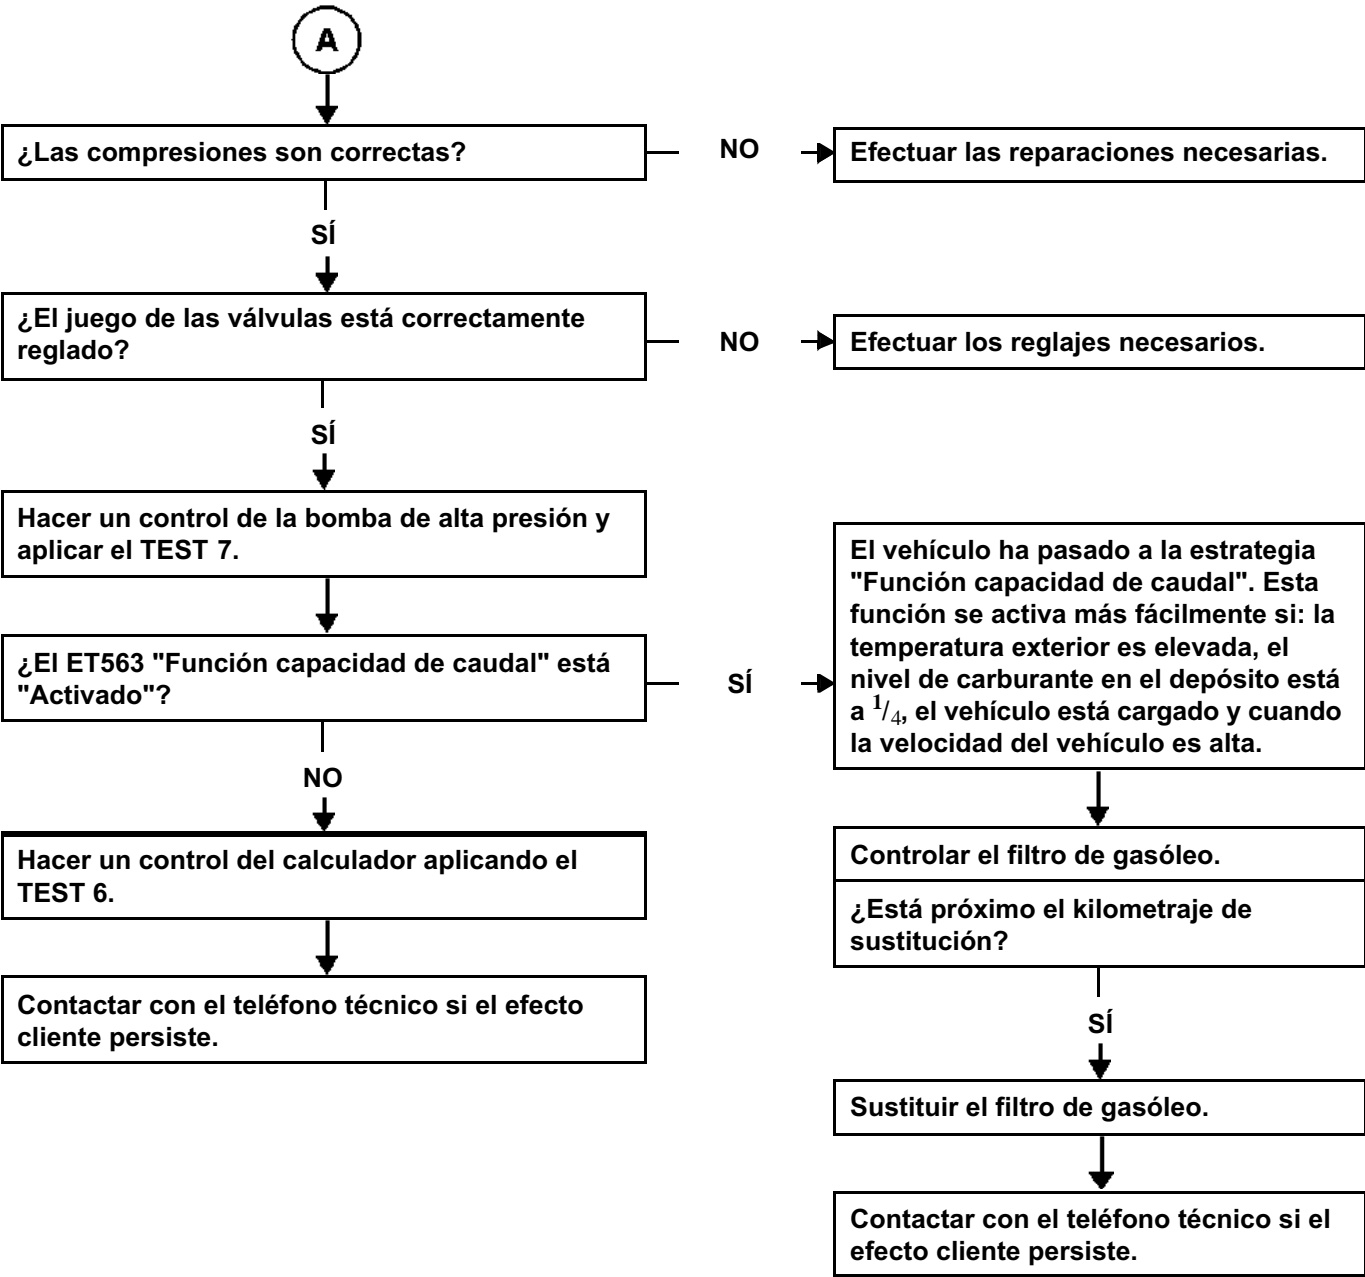 A
¿Las compresiones son correctas?
NO
Efectuar las reparaciones necesarias.
SÍ
¿El juego de las válvulas está correctamente
reglado?
NO
Efectuar los reglajes necesarios.
SÍ
Hacer un control de la bomba de alta presión y
aplicar el TEST 7.
¿El ET563 "Función capacidad de caudal" está
"Activado"?
SÍ
El vehículo ha pasado a la estrategia
"Función capacidad de caudal". Esta
función se activa más fácilmente si: la
temperatura exterior es elevada, el
nivel de carburante en el depósito está
a 1/4, el vehículo está cargado y cuando
la velocidad del vehículo es alta.
NO
Hacer un control del calculador aplicando el
TEST 6.
Contactar con el teléfono técnico si el efecto
cliente persiste.
Controlar el filtro de gasóleo.
¿Está próximo el kilometraje de
sustitución?
SÍ
Sustituir el filtro de gasóleo.
Contactar con el teléfono técnico si el
efecto cliente persiste.